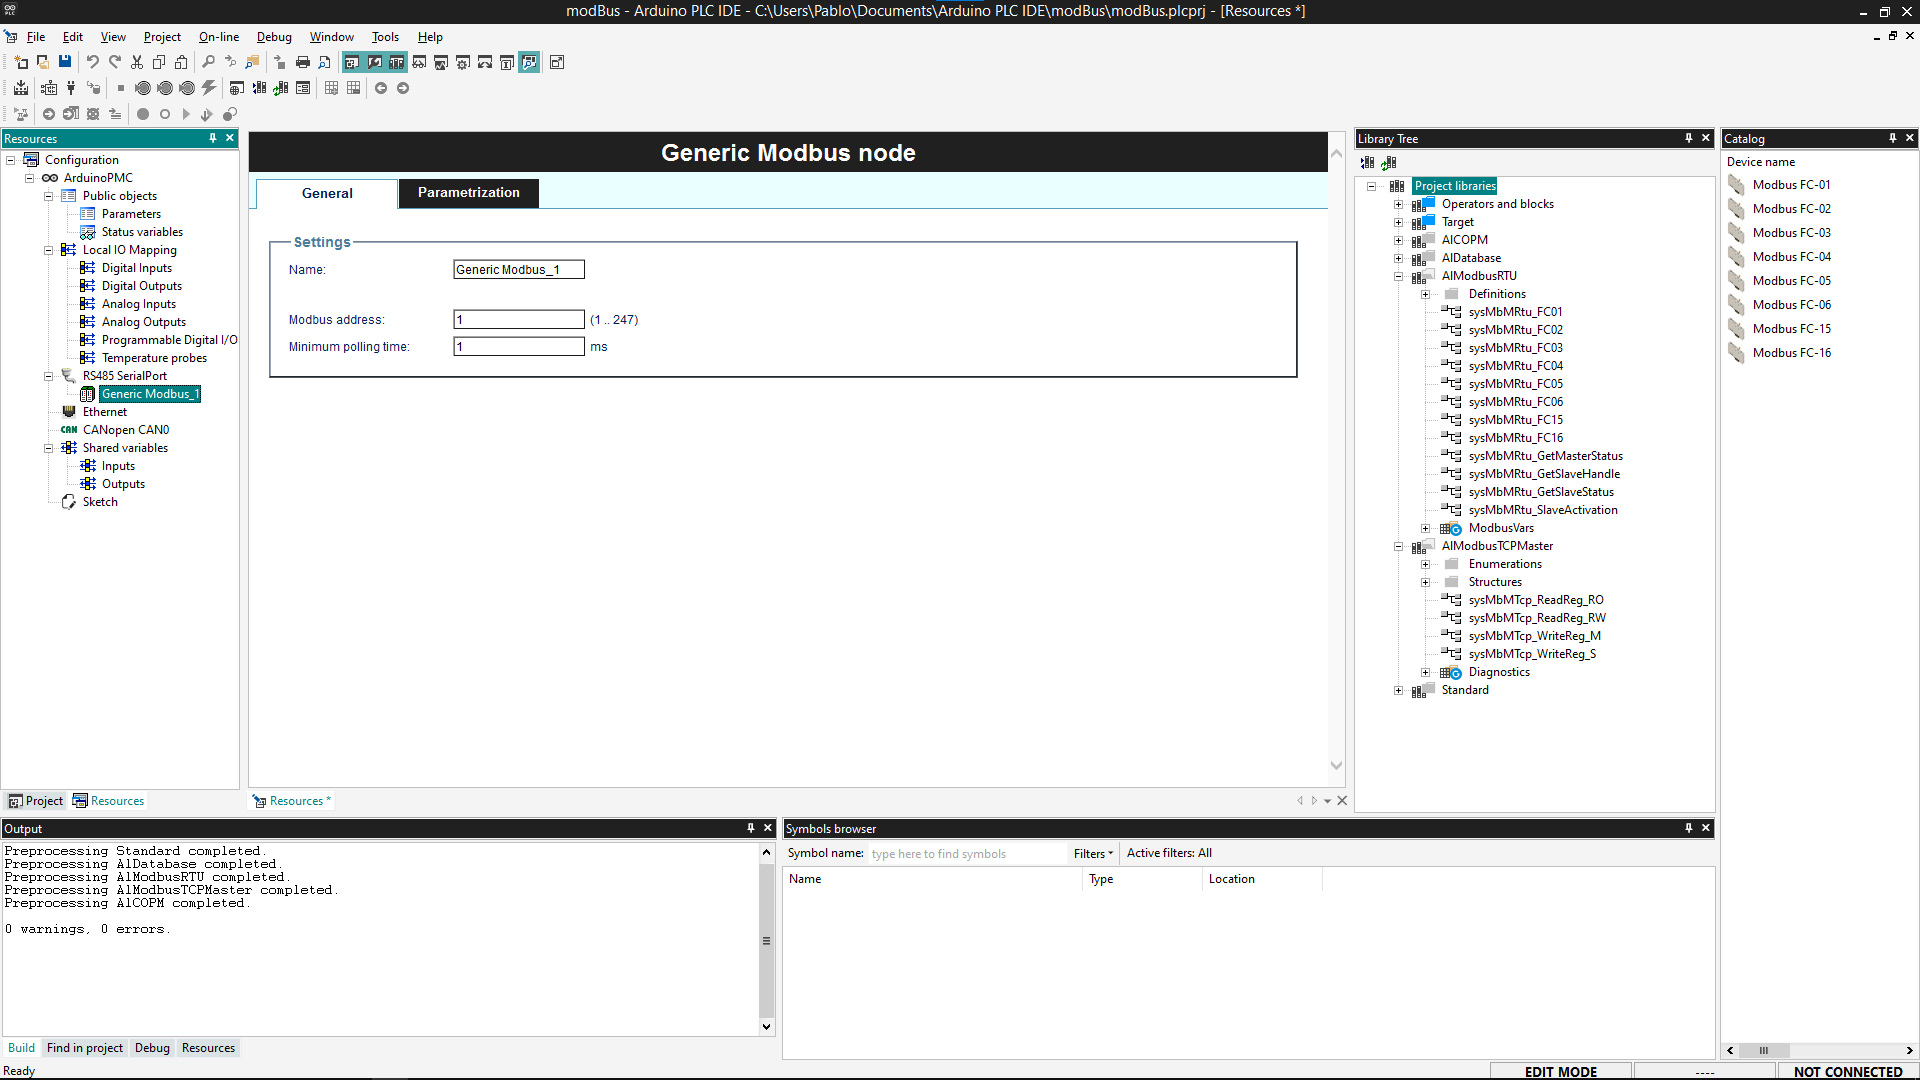 modBus - Arduino PLC IDE - C:\Users\Pablo\Documents\Arduino PLC IDE\modBus\modBus.plcprj - [Resources *]
File Edit View Project On-line Debug Window Tools Help
Resources
Configuration
ArduinoPMC
Public objects
Parameters
Status variables
Local IO Mapping
Digital Inputs
Digital Outputs
Analog Inputs
Analog Outputs
Programmable Digital I/O
Temperature probes
RS485 SerialPort
Generic Modbus_1
Ethernet
CAN CANopen CAN0
Shared variables
Inputs
Outputs
Sketch
Project Resources
Generic Modbus node
General Parametrization
Settings
Name: Generic Modbus_1
Modbus address: 1 (1 .. 247)
Minimum polling time: 1 ms
Resources *
Library Tree
Project libraries
Operators and blocks
Target
AlCOPM
AlDatabase
AlModbusRTU
Definitions
sysMbMRtu_FC01
sysMbMRtu_FC02
sysMbMRtu_FC03
sysMbMRtu_FC04
sysMbMRtu_FC05
sysMbMRtu_FC06
sysMbMRtu_FC15
sysMbMRtu_FC16
sysMbMRtu_GetMasterStatus
sysMbMRtu_GetSlaveHandle
sysMbMRtu_GetSlaveStatus
sysMbMRtu_SlaveActivation
ModbusVars
AlModbusTCPMaster
Enumerations
Structures
sysMbMTcp_ReadReg_RO
sysMbMTcp_ReadReg_RW
sysMbMTcp_WriteReg_M
sysMbMTcp_WriteReg_S
Diagnostics
Standard
Catalog
Device name
Modbus FC-01
Modbus FC-02
Modbus FC-03
Modbus FC-04
Modbus FC-05
Modbus FC-06
Modbus FC-15
Modbus FC-16
Output
Preprocessing Standard completed.
Preprocessing AlDatabase completed.
Preprocessing AlModbusRTU completed.
Preprocessing AlModbusTCPMaster completed.
Preprocessing AlCOPM completed.
0 warnings, 0 errors.
Build Find in project Debug Resources
Symbols browser
Symbol name: type here to find symbols Filters Active filters: All
Name Type Location
Ready EDIT MODE ---- NOT CONNECTED